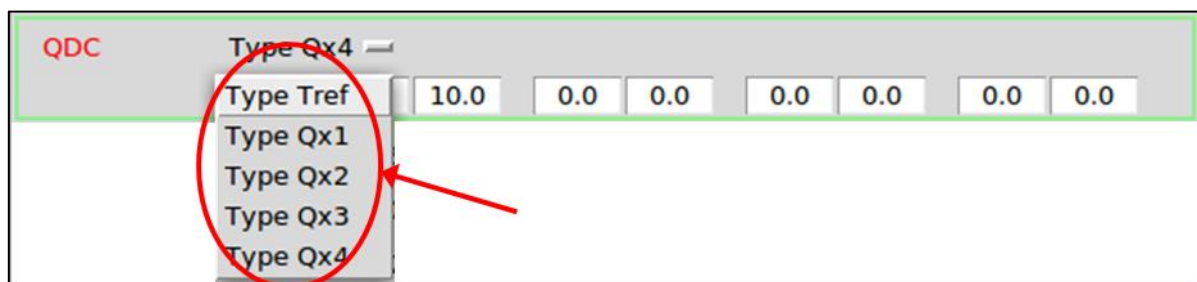 QDC Type Qx4
Type Tref 10.0 0.0 0.0 0.0 0.0 0.0 0.0
Type Qx1
Type Qx2
Type Qx3
Type Qx4